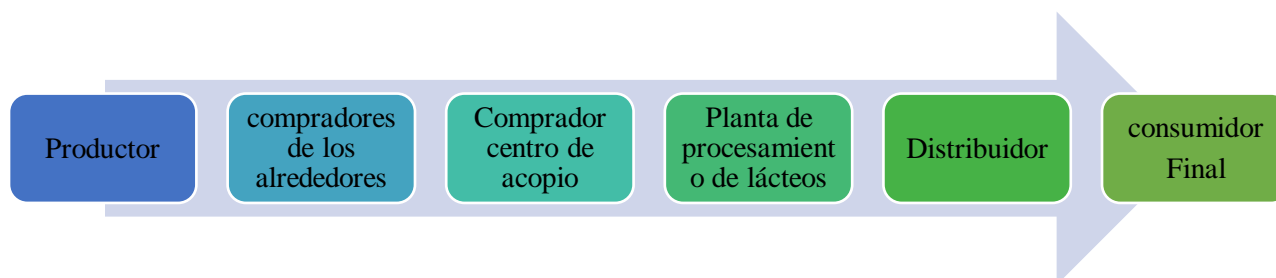 Productor
compradores
de los
alrededores
Comprador
centro de
acopio
Planta de
procesamient
o de lácteos
Distribuidor
consumidor
Final